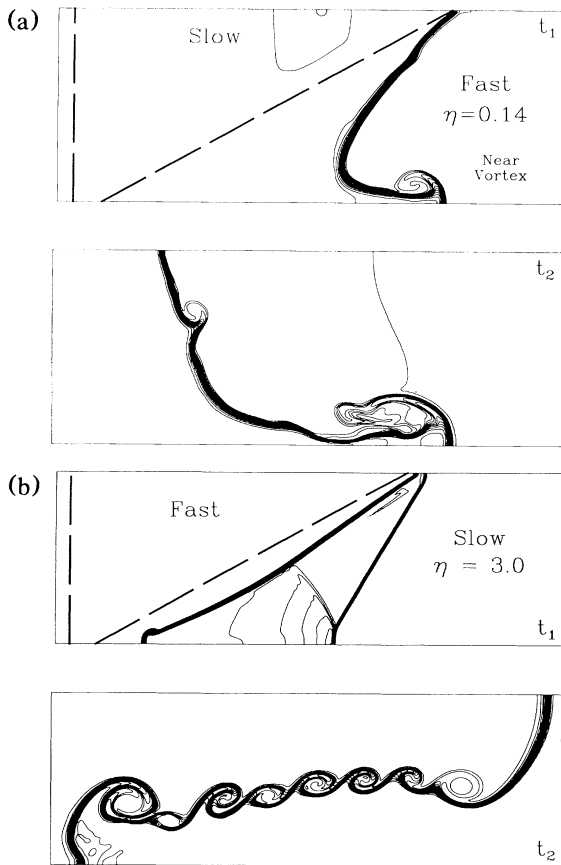 (a)
Slow
t₁
Fast
η=0.14
Near
Vortex
t₂
(b)
Fast
Slow
η = 3.0
t₁
t₂